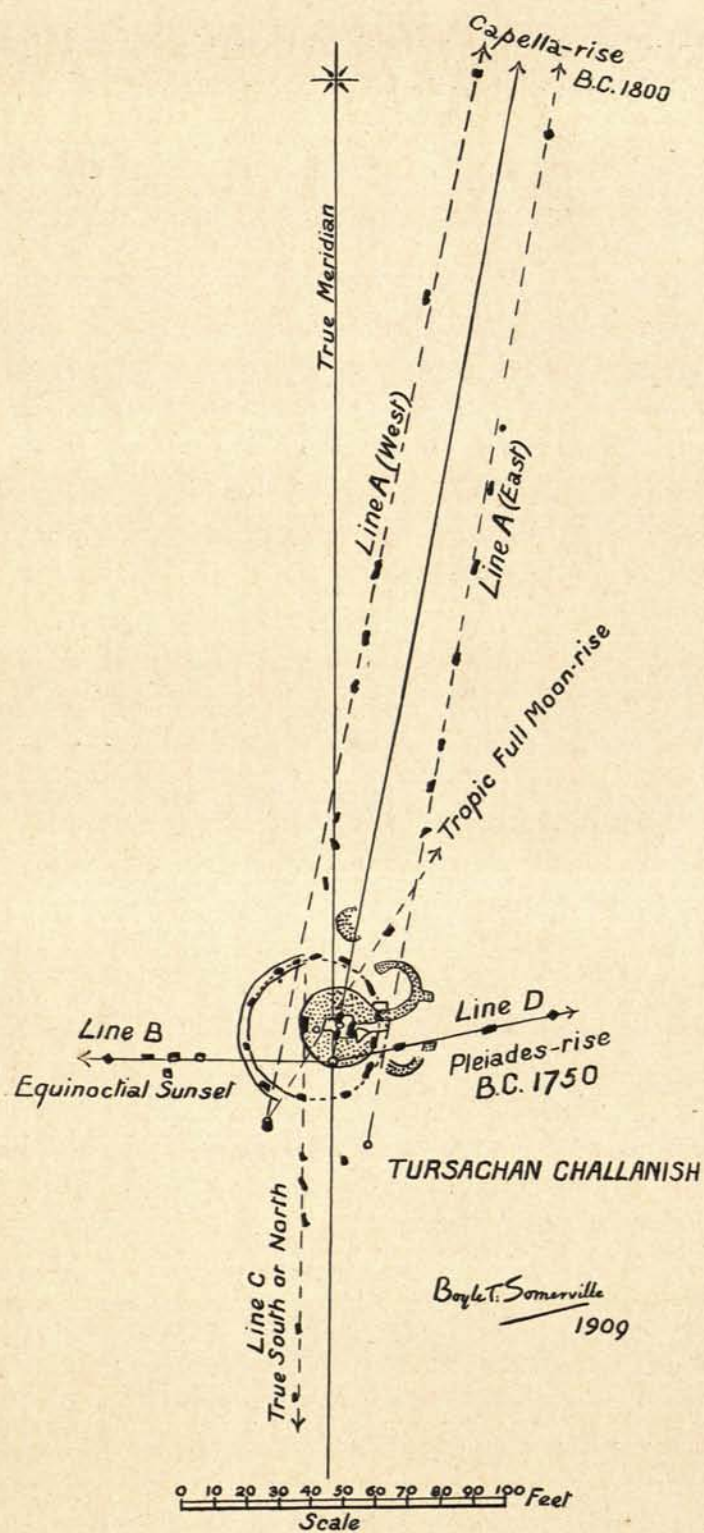 Capella-rise
B.C. 1800
True Meridian
Line A (West)
Line A (East)
Tropic Full Moon-rise
Line B
Equinoctial Sunset
Line D
Pleiades-rise
B.C. 1750
TURSACHAN CHALLANISH
Line C
True South or North
Boyle T. Somerville
1909
0 10 20 30 40 50 60 70 80 90 100 Feet
Scale